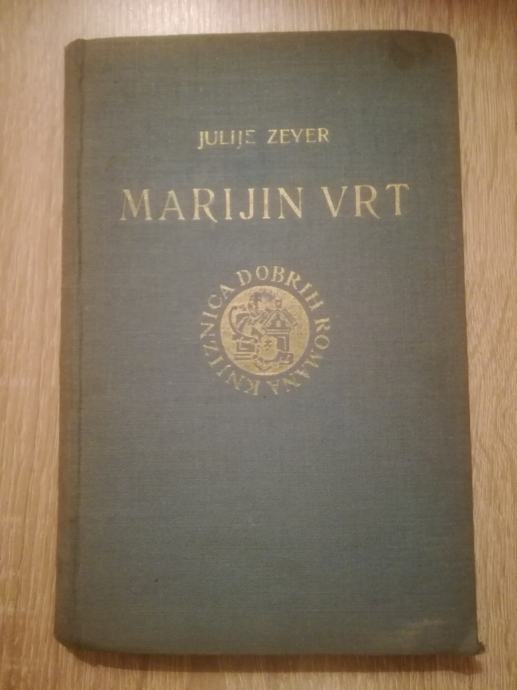 JULIJE ZEYER
MARIJIN VRT
KNJIŽNICA DOBRIH ROMANA